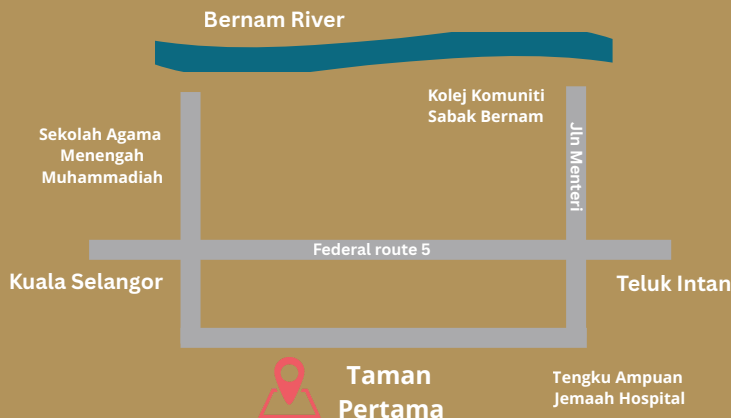 Bernam River
Kolej Komuniti
Sabak Bernam
Sekolah Agama
Menengah
Muhammadiah
Jln Menteri
Federal route 5
Kuala Selangor
Teluk Intan
Taman
Pertama
Tengku Ampuan
Jemaah Hospital